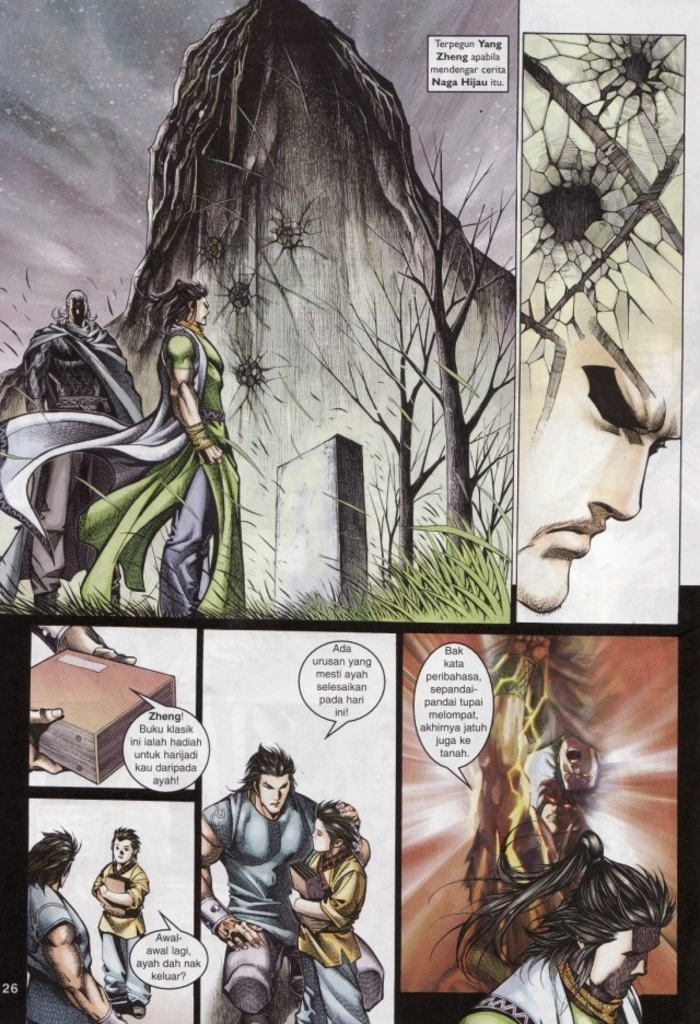 Terpegun Yang
Zheng apabila
mendengar cerita
Naga Hijau itu.
Zheng!
Buku klasik
ini ialah hadiah
untuk harijadi
kau daripada
ayah!
Awal-
awal lagi,
ayah dah nak
keluar?
Ada
urusan yang
mesti ayah
selesaikan
pada hari
ini!
Bak
kata
peribahasa,
sepandai-
pandai tupai
melompat,
akhirnya jatuh
juga ke
tanah.
26